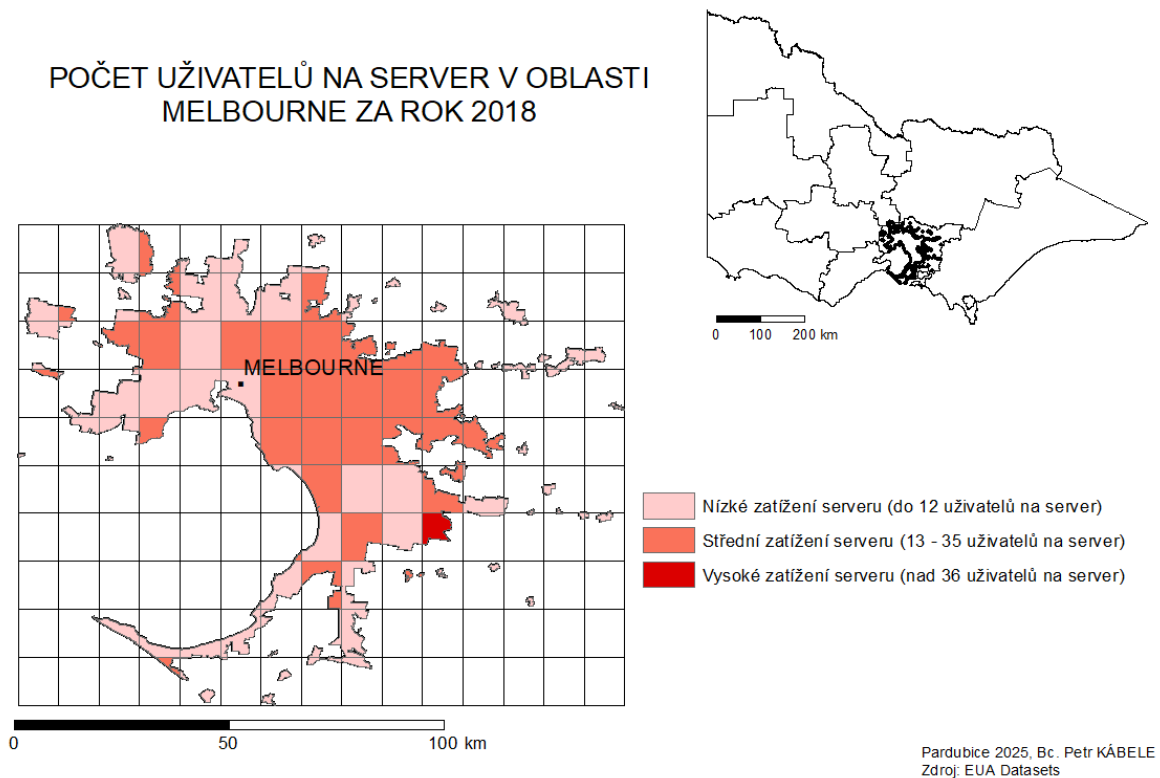 POČET UŽIVATELŮ NA SERVER V OBLASTI
MELBOURNE ZA ROK 2018
0 100 200 km
MELBOURNE
Nízké zatížení serveru (do 12 uživatelů na server)
Střední zatížení serveru (13 - 35 uživatelů na server)
Vysoké zatížení serveru (nad 36 uživatelů na server)
0 50 100 km
Pardubice 2025, Bc. Petr KÁBELE
Zdroj: EUA Datasets